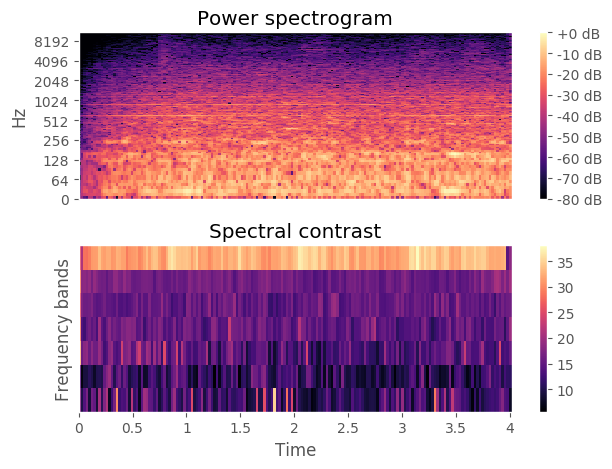 Power spectrogram
8192
4096
2048
1024
512
256
128
64
0
Hz
+0 dB
-10 dB
-20 dB
-30 dB
-40 dB
-50 dB
-60 dB
-70 dB
-80 dB
Spectral contrast
Frequency bands
35
30
25
20
15
10
0
0.5
1
1.5
2
2.5
3
3.5
4
Time